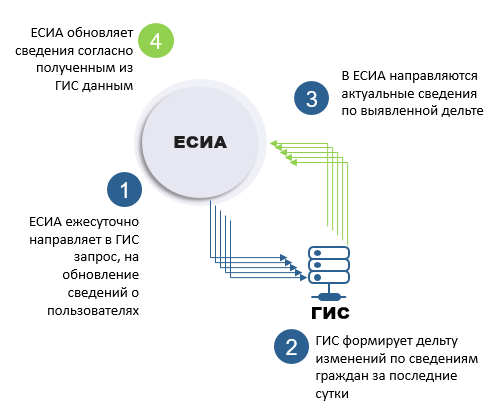 4
ЕСИА обновляет
сведения согласно
полученным из
ГИС данным
3
В ЕСИА направляются
актуальные сведения
по выявленной дельте
ЕСИА
1
ЕСИА ежесуточно
направляет в ГИС
запрос, на
обновление
сведений о
пользователях
ГИС
2
ГИС формирует дельту
изменений по сведениям
граждан за последние
сутки